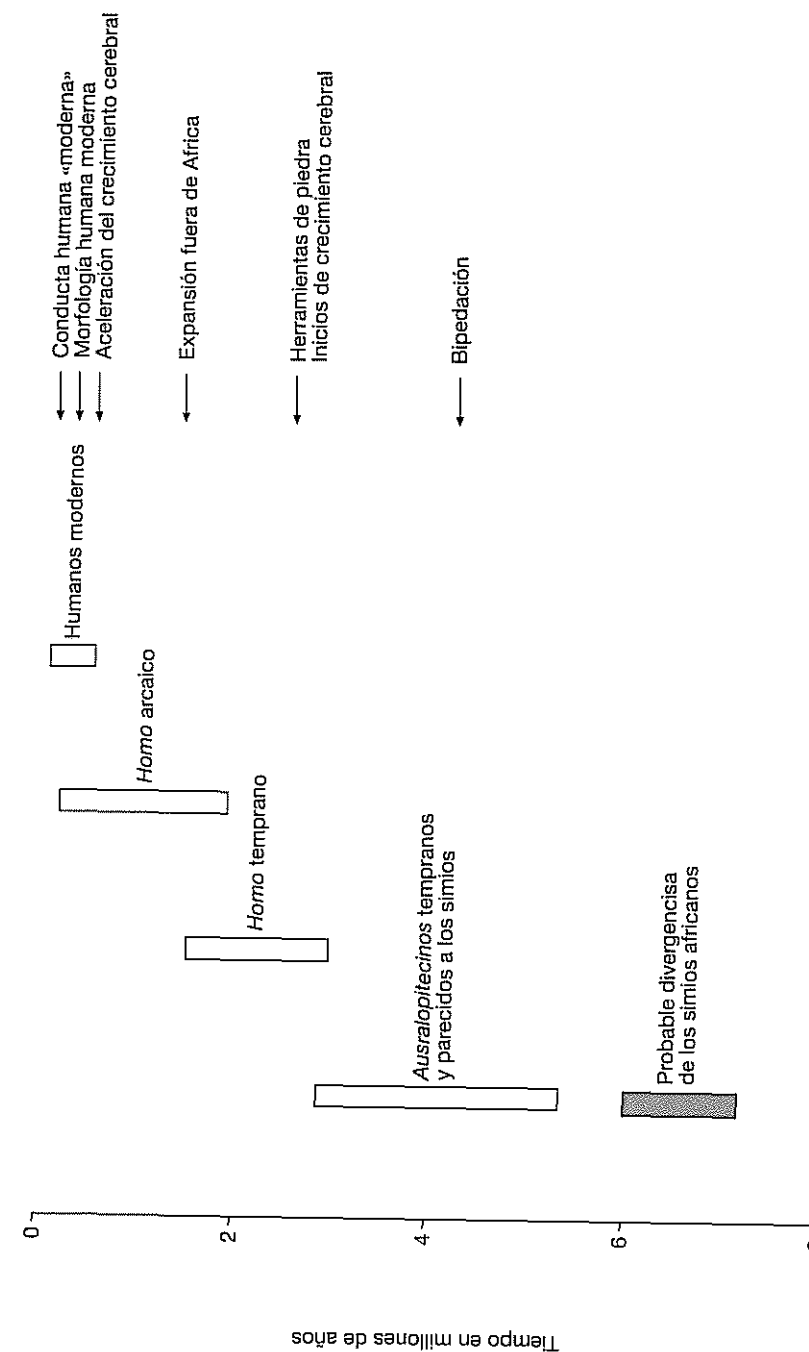 Conducta humana «moderna»
Morfología humana moderna
Aceleración del crecimiento cerebral
Expansión fuera de Africa
Herramientas de piedra
Inicios de crecimiento cerebral
Bipedación
Humanos modernos
Homo arcaico
Homo temprano
Ausralopitecinos tempranos
y parecidos a los simios
Probable divergencisa
de los simios africanos
0
2
4
6
Tiempo en millones de años